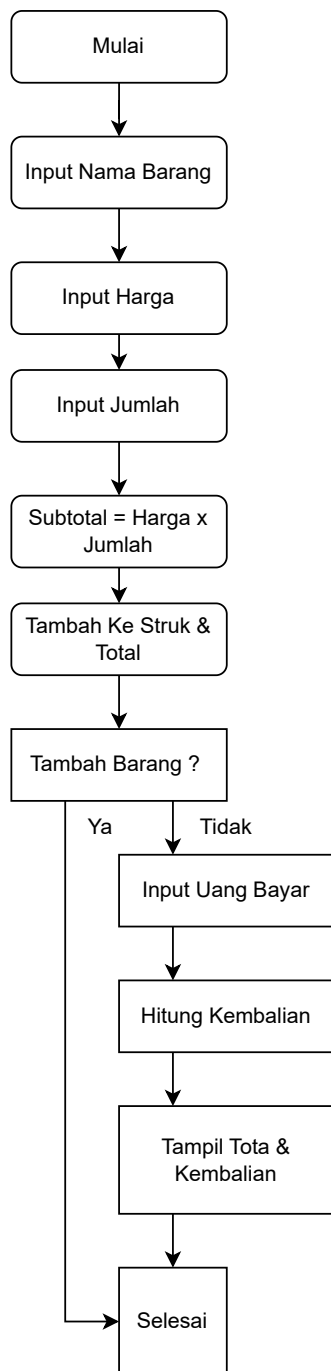 Mulai
Input Nama Barang
Input Harga
Input Jumlah
Subtotal = Harga x
Jumlah
Tambah Ke Struk &
Total
Tambah Barang ?
Ya
Tidak
Input Uang Bayar
Hitung Kembalian
Tampil Tota &
Kembalian
Selesai